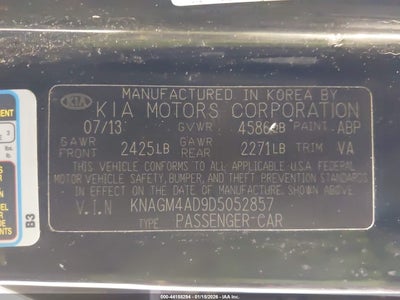 MANUFACTURED IN KOREA BY
KIA KIA MOTORS CORPORATION
07/13 GVWR 4586LB PAINT ABP
GAWR FRONT 2425LB GAWR REAR 2271LB TRIM VA
THIS VEHICLE CONFORMS TO ALL APPLICABLE U.S.A FEDERAL
MOTOR VEHICLE SAFETY, BUMPER, AND THEFT PREVENTION STANDARDS
IN EFFECT ON THE DATE OF MANUFACTURE SHOWN ABOVE.
V.I.N KNAGM4AD9D5052857
TYPE PASSENGER-CAR
B3
000-44158284 - 01/15/2026 - IAA Inc.